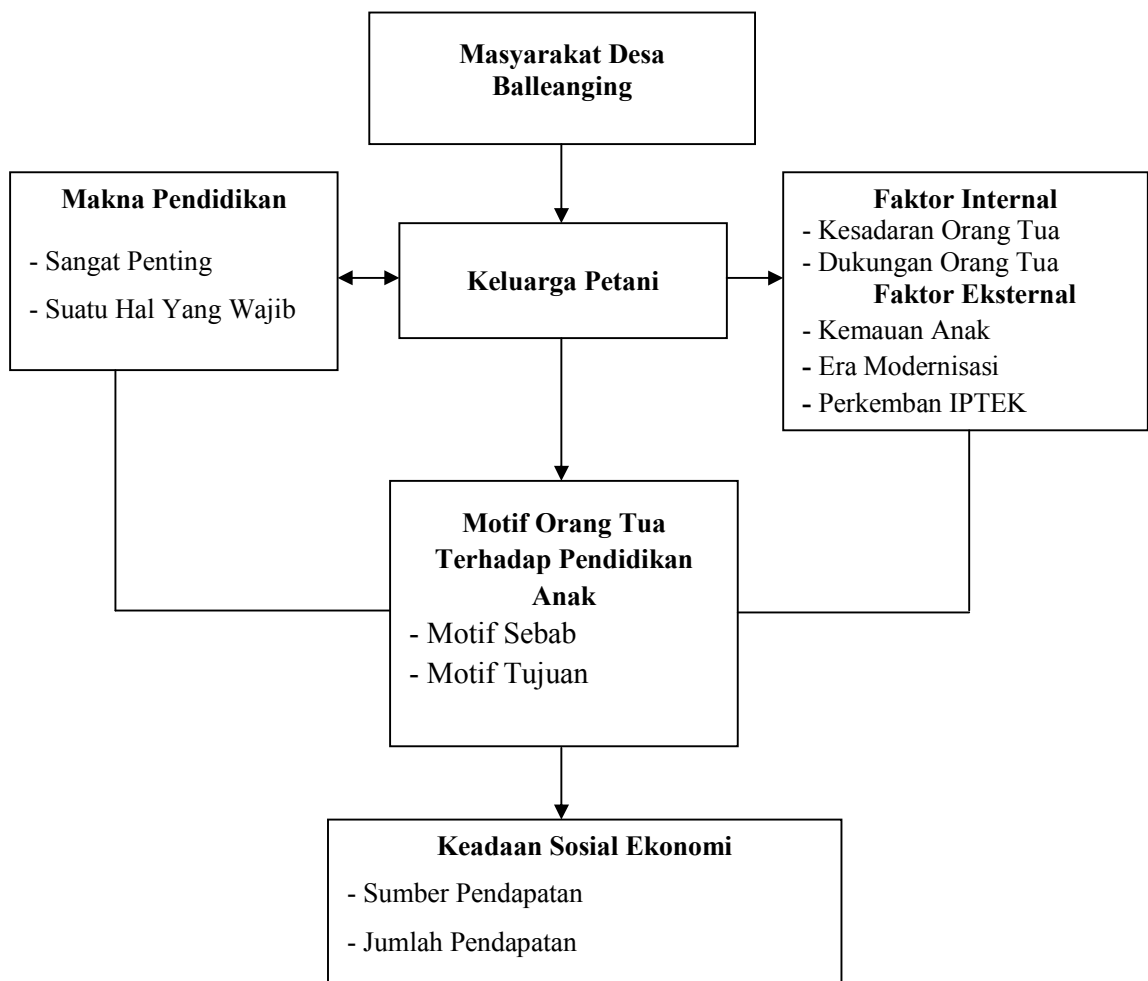 Masyarakat Desa
Balleanging
Makna Pendidikan
- Sangat Penting
- Suatu Hal Yang Wajib
Keluarga Petani
Faktor Internal
- Kesadaran Orang Tua
- Dukungan Orang Tua
Faktor Eksternal
- Kemauan Anak
- Era Modernisasi
- Perkemban IPTEK
Motif Orang Tua
Terhadap Pendidikan
Anak
- Motif Sebab
- Motif Tujuan
Keadaan Sosial Ekonomi
- Sumber Pendapatan
- Jumlah Pendapatan